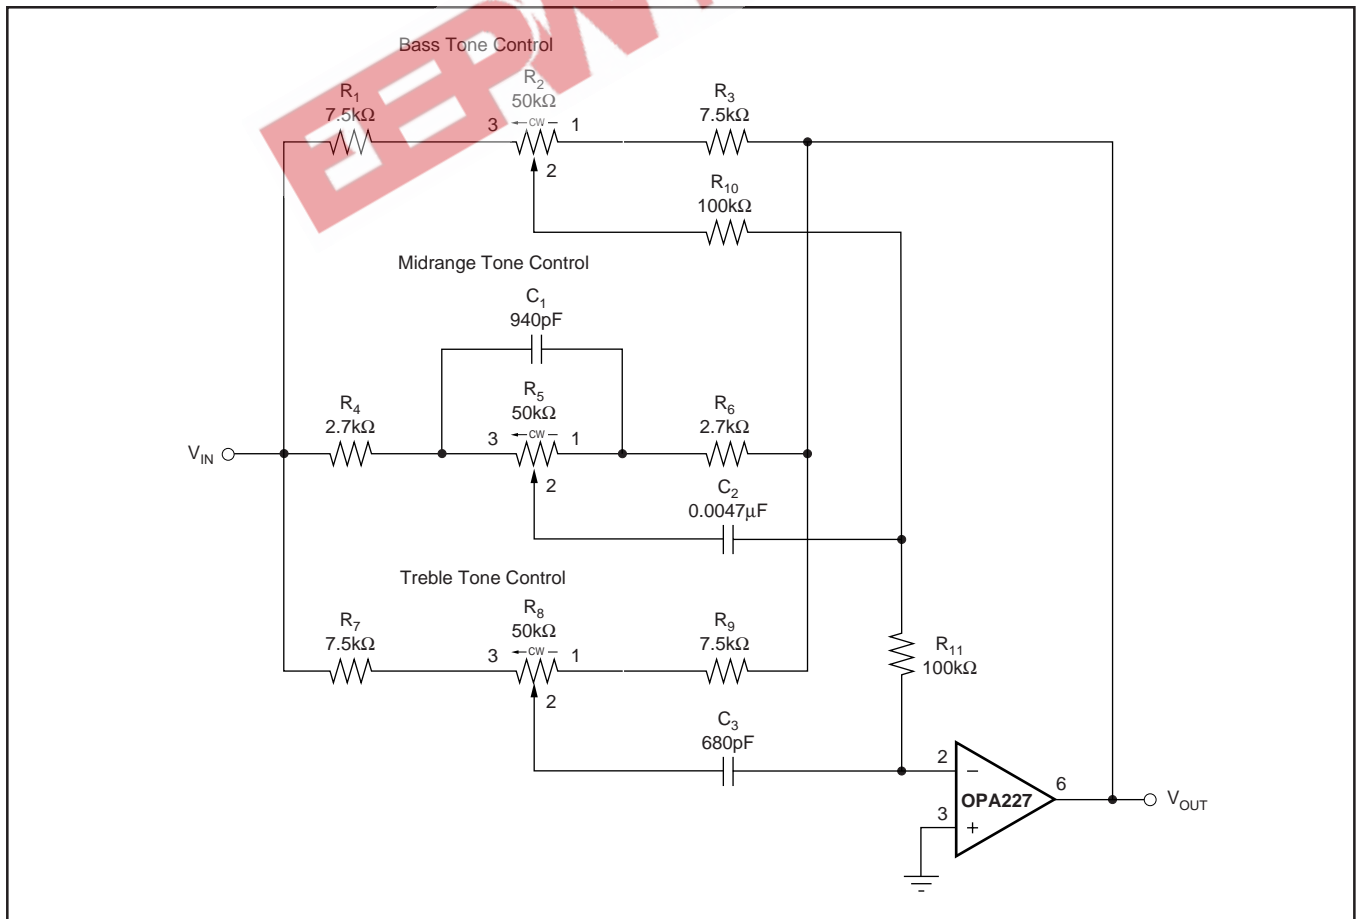 EEPW
Bass Tone Control
R1
7.5kΩ
R2
50kΩ
3 CW 1
2
R3
7.5kΩ
R10
100kΩ
Midrange Tone Control
C1
940pF
R4
2.7kΩ
R5
50kΩ
3 CW 1
2
R6
2.7kΩ
VIN
C2
0.0047μF
Treble Tone Control
R7
7.5kΩ
R8
50kΩ
3 CW 1
2
R9
7.5kΩ
R11
100kΩ
C3
680pF
2
–
OPA227
3
+
6
VOUT